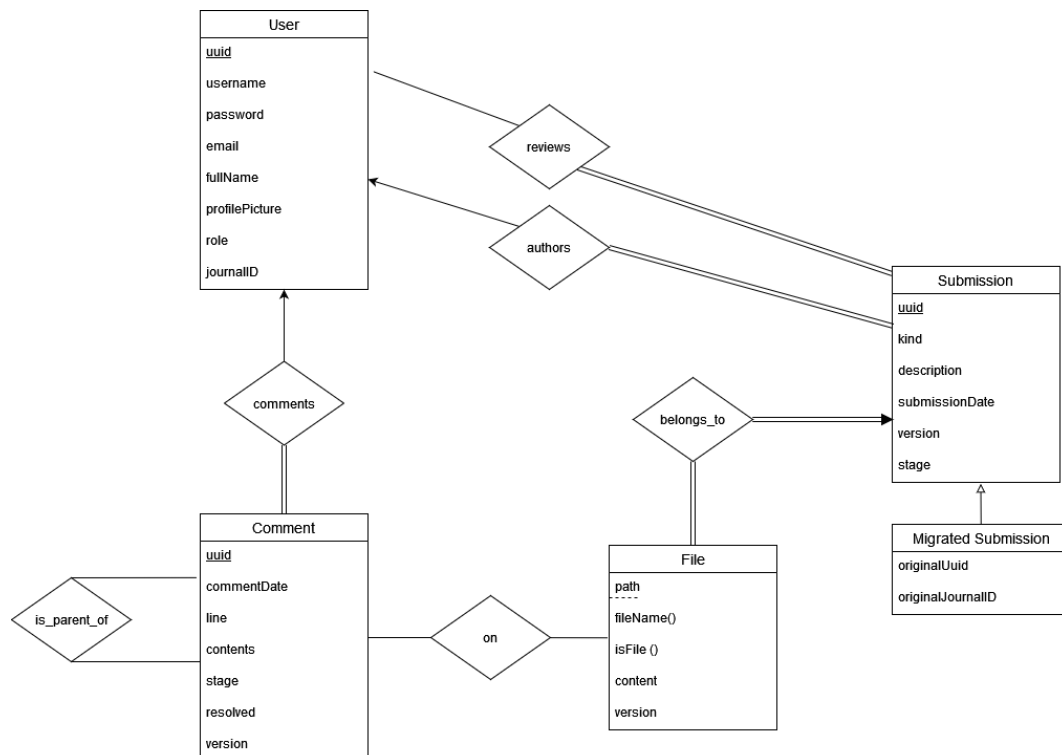 User
uuid
username
password
email
fullName
profilePicture
role
journalID
reviews
authors
Submission
uuid
kind
description
submissionDate
version
stage
comments
belongs_to
Migrated Submission
originalUuid
originalJournalID
Comment
uuid
commentDate
line
contents
stage
resolved
version
is_parent_of
on
File
path
fileName()
isFile ()
content
version